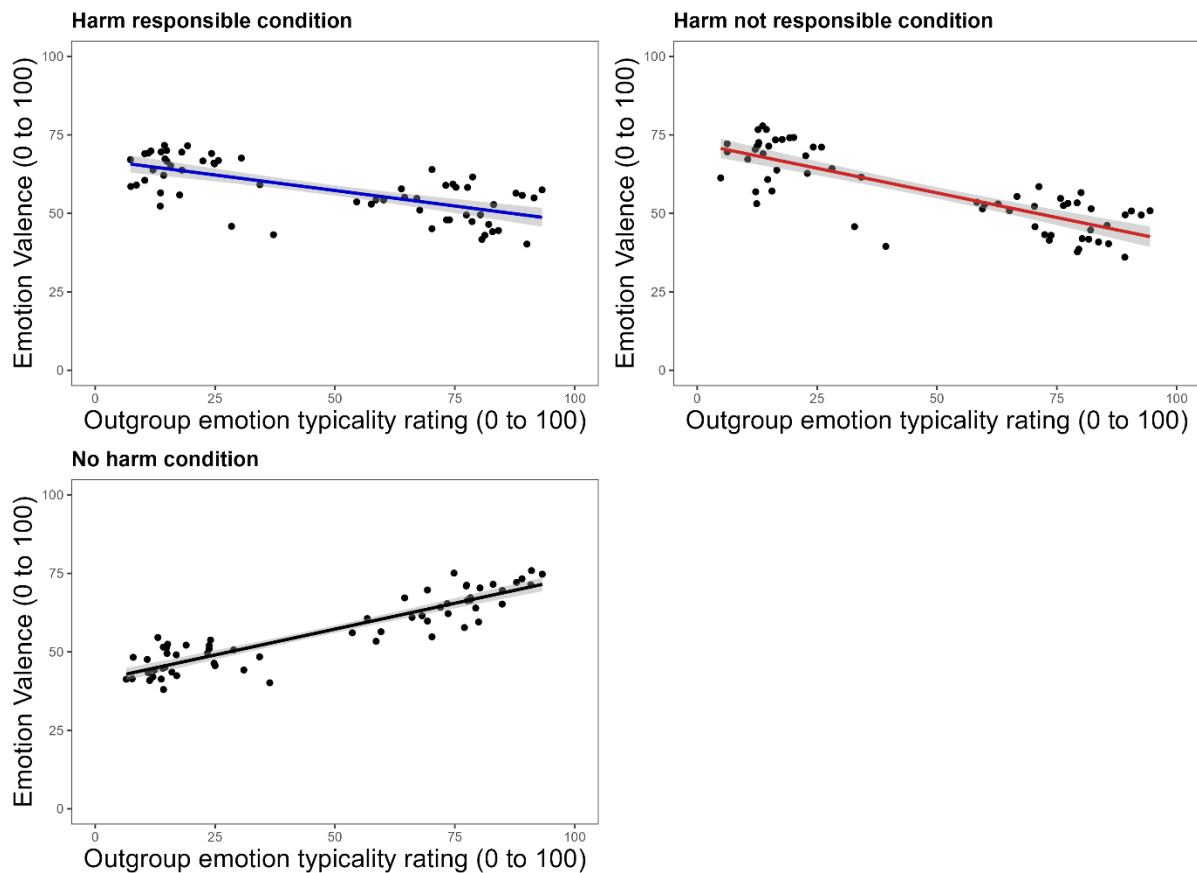 Harm responsible condition
Emotion Valence (0 to 100)
100
75
50
25
0
0 25 50 75 100
Outgroup emotion typicality rating (0 to 100)
Harm not responsible condition
Emotion Valence (0 to 100)
100
75
50
25
0
0 25 50 75 100
Outgroup emotion typicality rating (0 to 100)
No harm condition
Emotion Valence (0 to 100)
100
75
50
25
0
0 25 50 75 100
Outgroup emotion typicality rating (0 to 100)